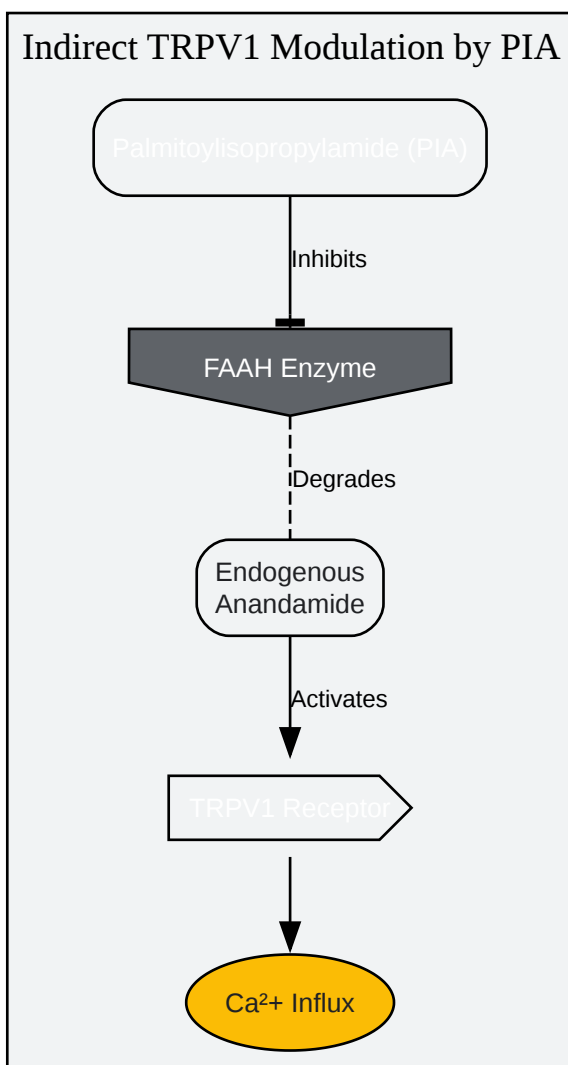 Indirect TRPV1 Modulation by PIA
Palmitoylisopropylamide (PIA)
Inhibits
FAAH Enzyme
Degrades
Endogenous
Anandamide
Activates
TRPV1 Receptor
Ca²+ Influx